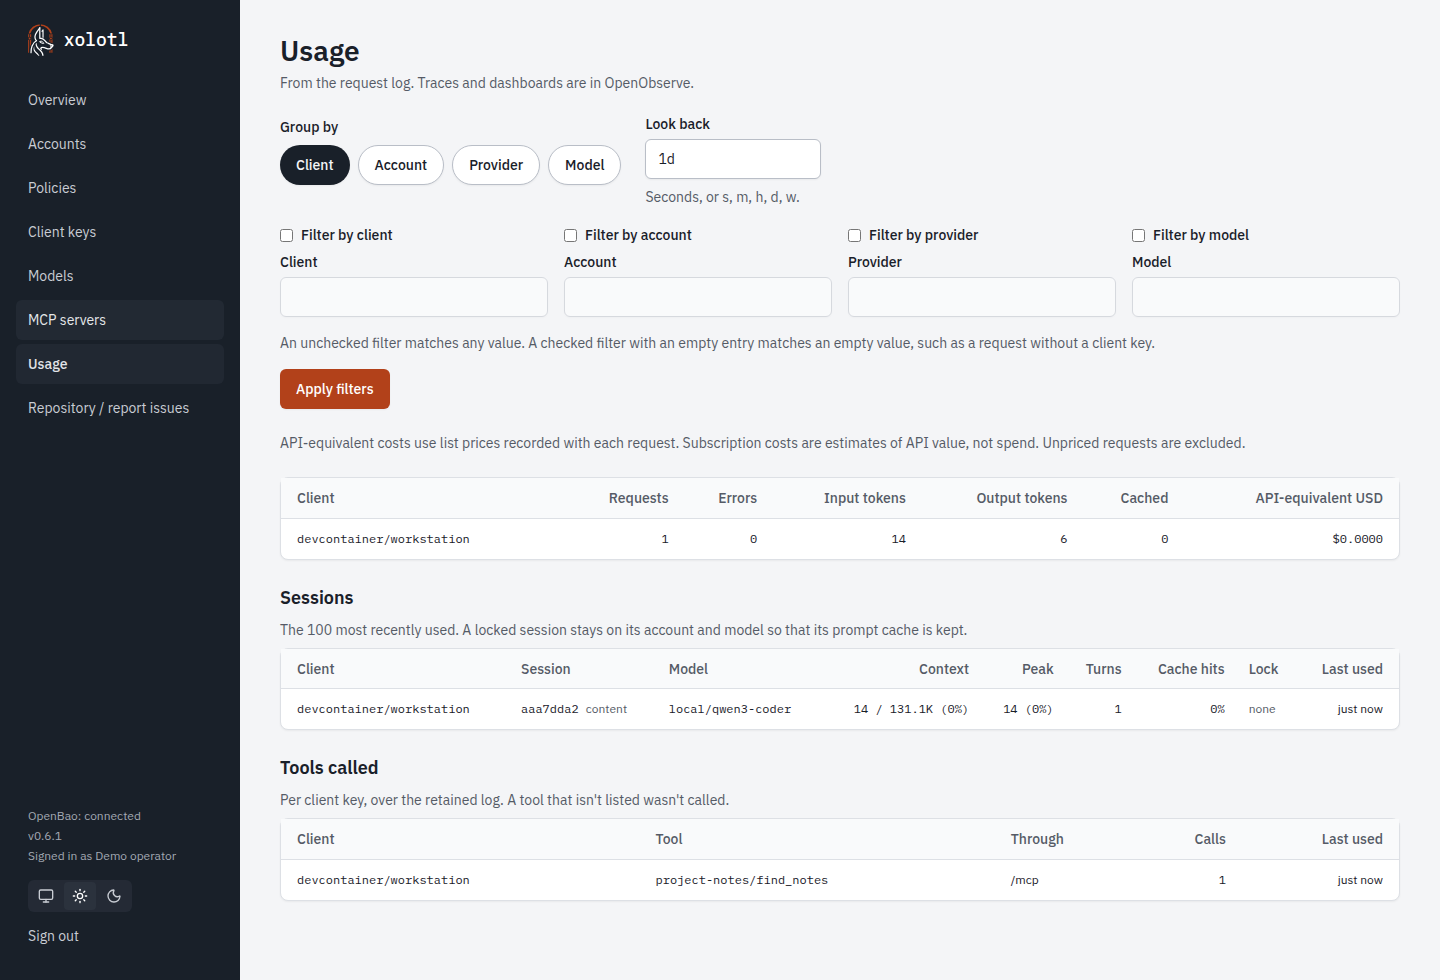 xolotl
Overview
Accounts
Policies
Client keys
Models
MCP servers
Usage
Repository / report issues
OpenBao: connected
v0.6.1
Signed in as Demo operator
Sign out
Usage
From the request log. Traces and dashboards are in OpenObserve.
Group by
Client Account Provider Model
Look back
1d
Seconds, or s, m, h, d, w.
Filter by client Filter by account Filter by provider Filter by model
Client Account Provider Model
An unchecked filter matches any value. A checked filter with an empty entry matches an empty value, such as a request without a client key.
Apply filters
API-equivalent costs use list prices recorded with each request. Subscription costs are estimates of API value, not spend. Unpriced requests are excluded.
Client Requests Errors Input tokens Output tokens Cached API-equivalent USD
devcontainer/workstation 1 0 14 6 0 $0.0000
Sessions
The 100 most recently used. A locked session stays on its account and model so that its prompt cache is kept.
Client Session Model Context Peak Turns Cache hits Lock Last used
devcontainer/workstation aaa7dda2 content local/qwen3-coder 14 / 131.1K (0%) 14 (0%) 1 0% none just now
Tools called
Per client key, over the retained log. A tool that isn't listed wasn't called.
Client Tool Through Calls Last used
devcontainer/workstation project-notes/find_notes /mcp 1 just now